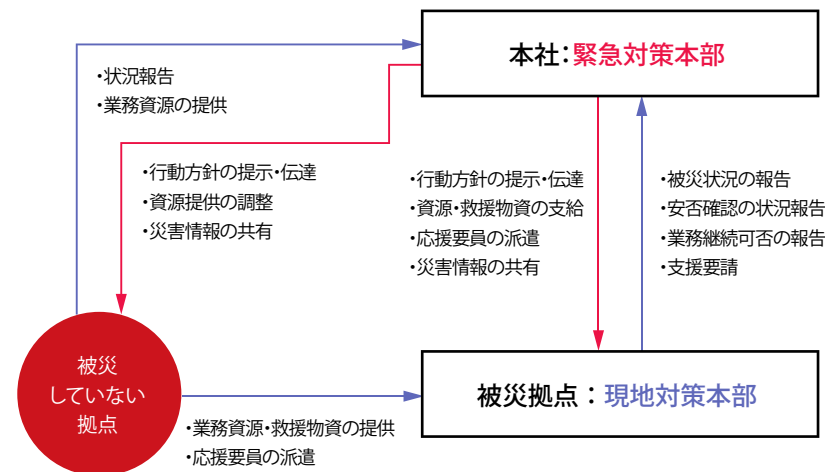 本社：緊急対策本部
・状況報告
・業務資源の提供
・行動方針の提示・伝達
・資源提供の調整
・災害情報の共有
・行動方針の提示・伝達
・資源・救援物資の支給
・応援要員の派遣
・災害情報の共有
・被災状況の報告
・安否確認の状況報告
・業務継続可否の報告
・支援要請
被災
していない
拠点
被災拠点：現地対策本部
・業務資源・救援物資の提供
・応援要員の派遣